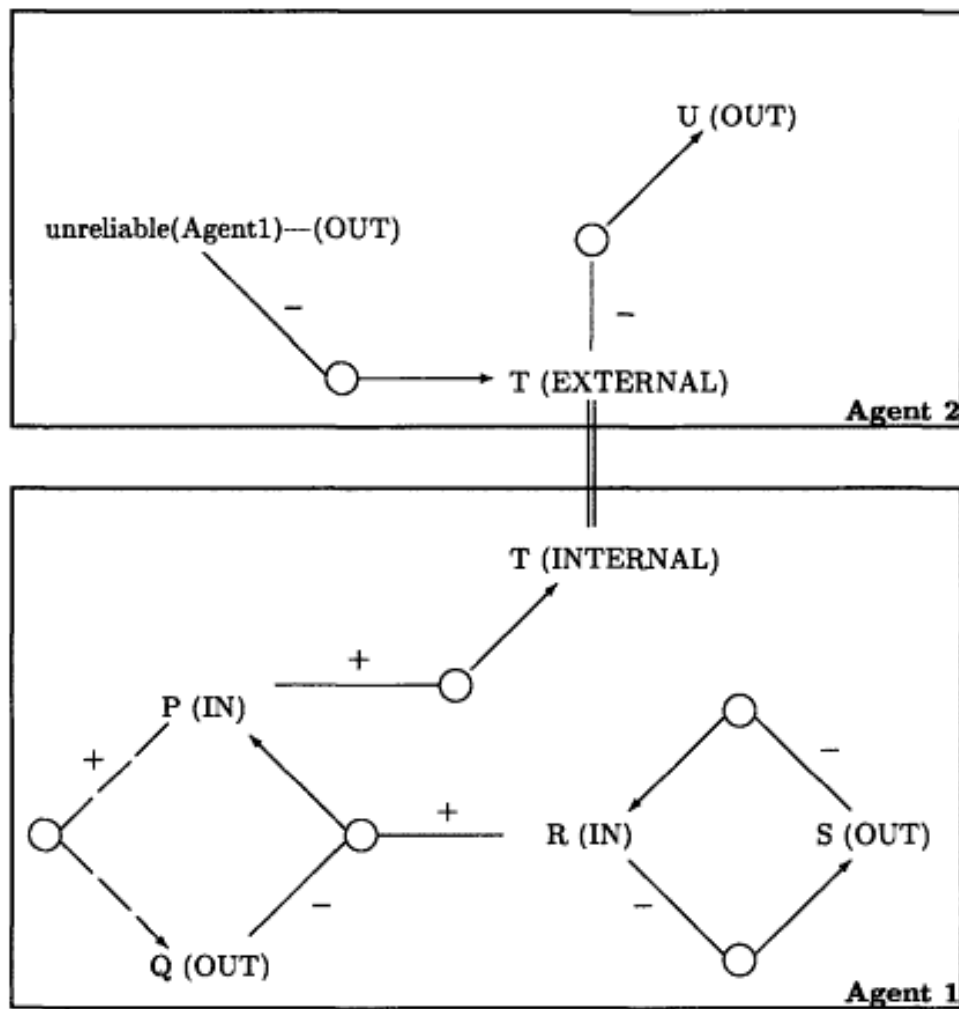 U (OUT)
unreliable(Agent1)—(OUT)
−
−
T (EXTERNAL)
Agent 2
T (INTERNAL)
+
P (IN)
+
−
+
R (IN)
S (OUT)
−
−
Q (OUT)
Agent 1